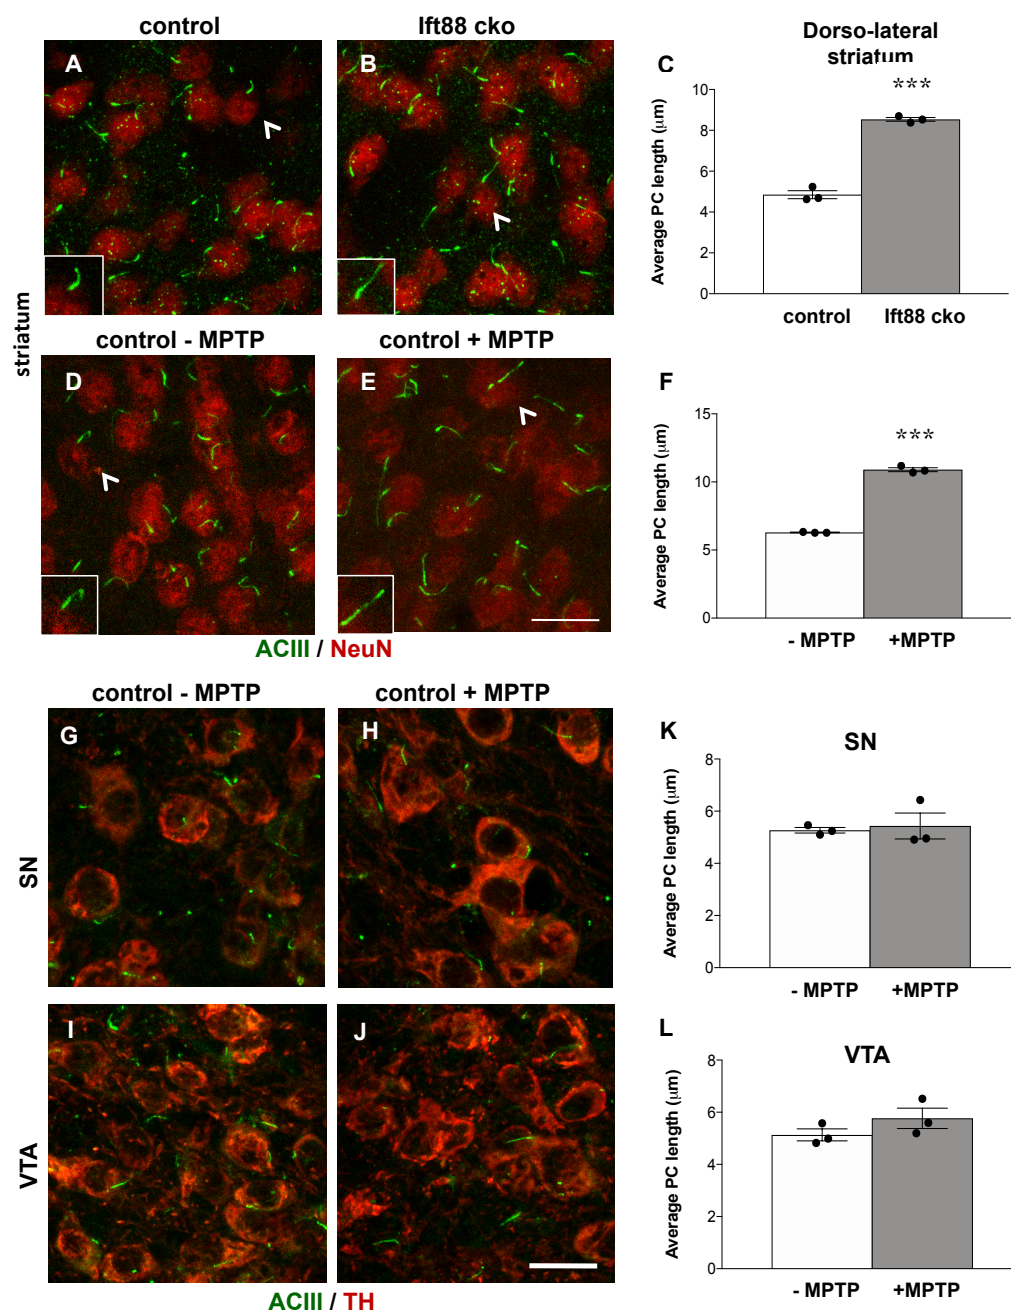 control
Ift88 cko
A
B
striatum
C
Dorso-lateral
striatum
***
Average PC length (μm)
10
8
6
4
2
0
control
Ift88 cko
control - MPTP
control + MPTP
D
E
ACIII / NeuN
F
***
Average PC length (μm)
15
10
5
0
- MPTP
+MPTP
control - MPTP
control + MPTP
SN
G
H
K
SN
Average PC length (μm)
8
6
4
2
0
- MPTP
+MPTP
VTA
I
J
ACIII / TH
L
VTA
Average PC length (μm)
8
6
4
2
0
- MPTP
+MPTP